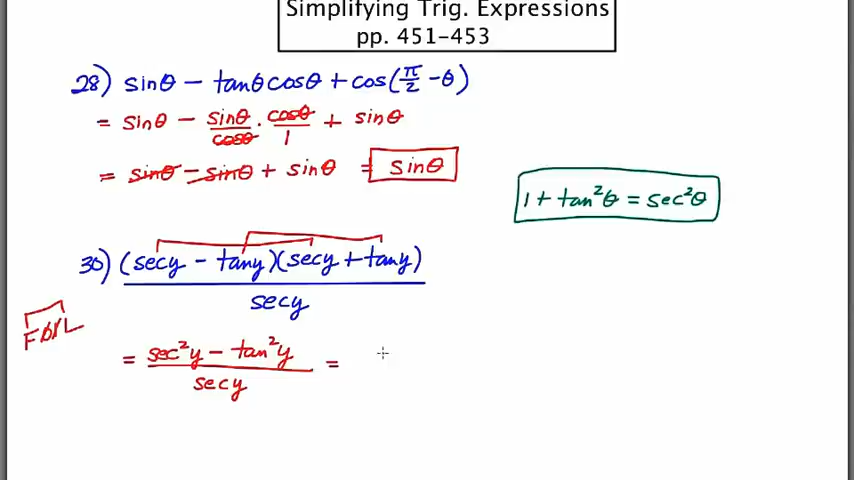 Simplifying Trig. Expressions
pp. 451-453
28) sinθ - tanθcosθ + cos(π/2 - θ)
= sinθ - sinθ/cosθ · cosθ/1 + sinθ
= sinθ - sinθ + sinθ = sinθ
1 + tan²θ = sec²θ
30) (secy - tany)(secy + tany)
secy
FOIL
= sec²y - tan²y =
secy